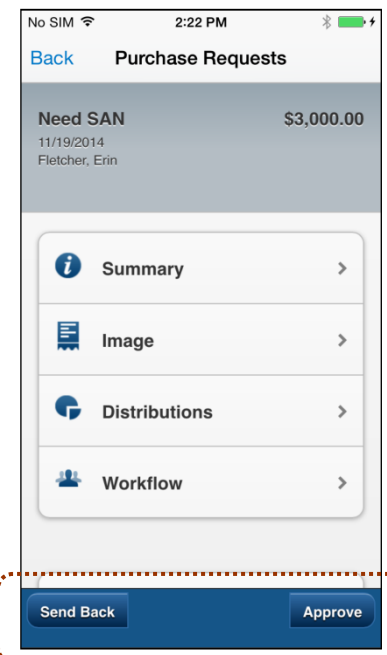 No SIM 2:22 PM
Back Purchase Requests
Need SAN $3,000.00
11/19/2014
Fletcher, Erin
Summary
Image
Distributions
Workflow
Send Back Approve